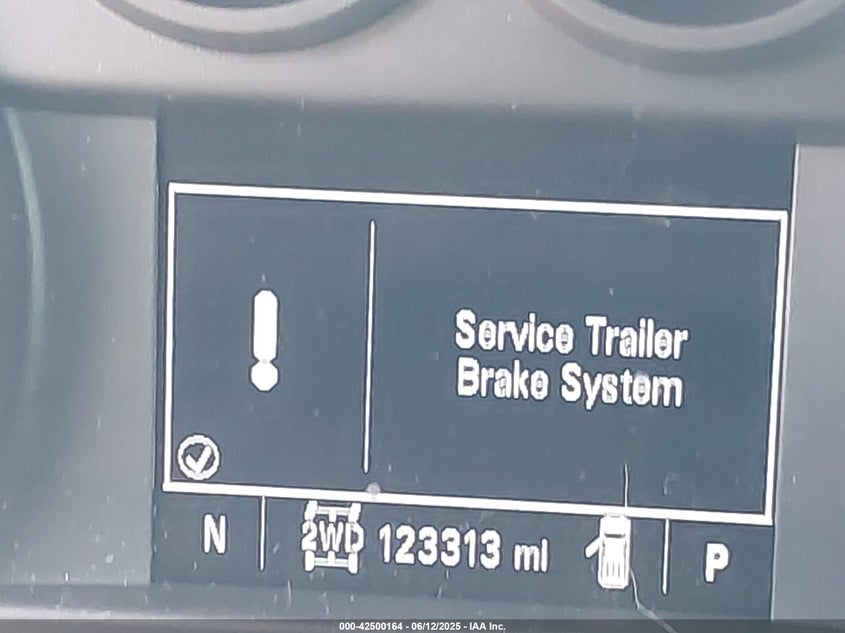 Service Trailer
Brake System
N 2WD 123313 mI P
000-42500164 - 06/12/2025 - IAA Inc.